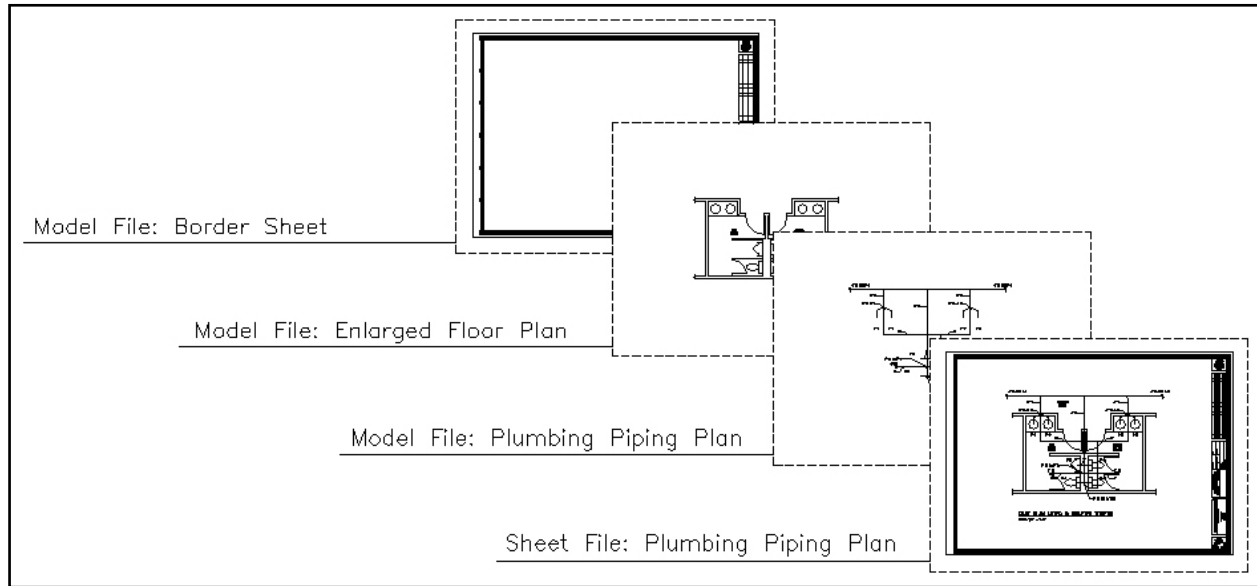 Model File: Border Sheet
Model File: Enlarged Floor Plan
Model File: Plumbing Piping Plan
Sheet File: Plumbing Piping Plan